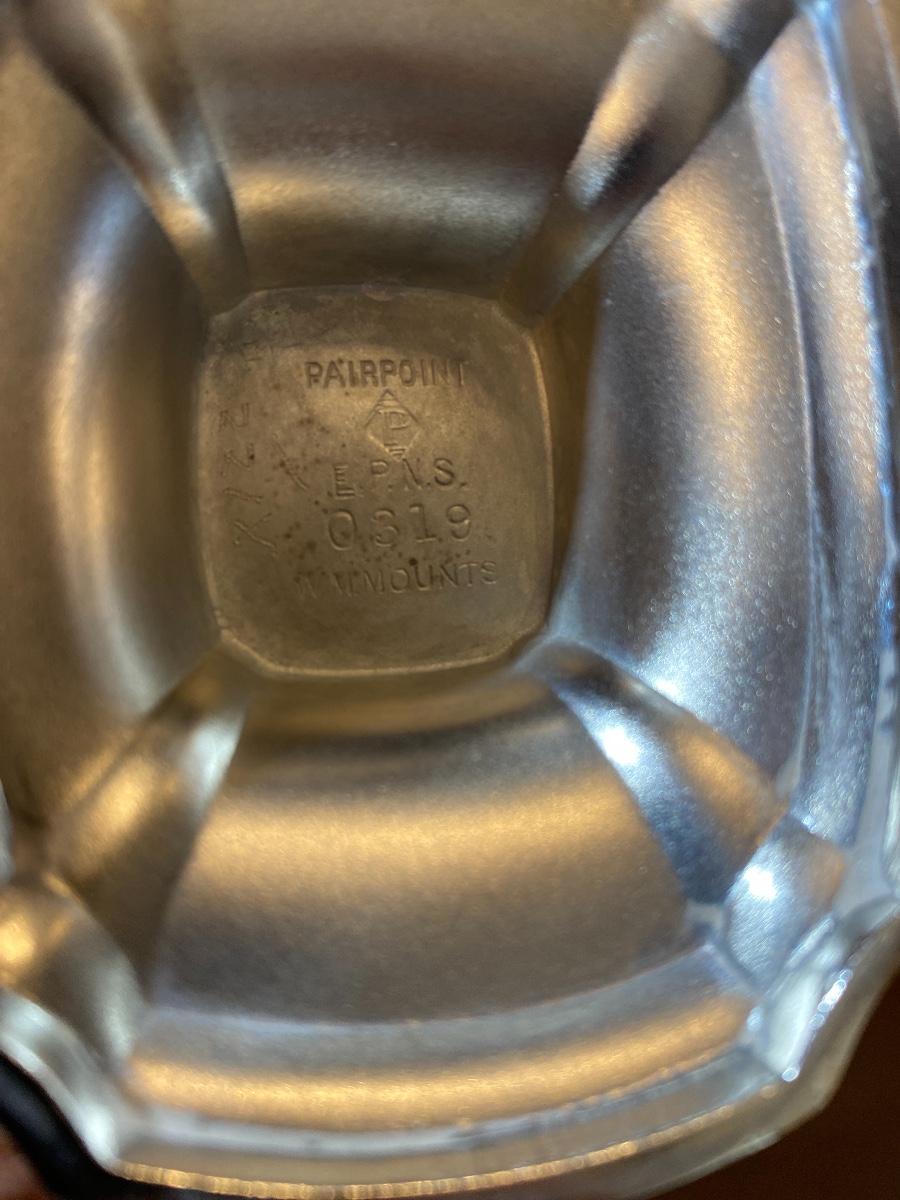 PAIRPOINT
P
E.P.N.S.
0319
W.M.MOUNTS